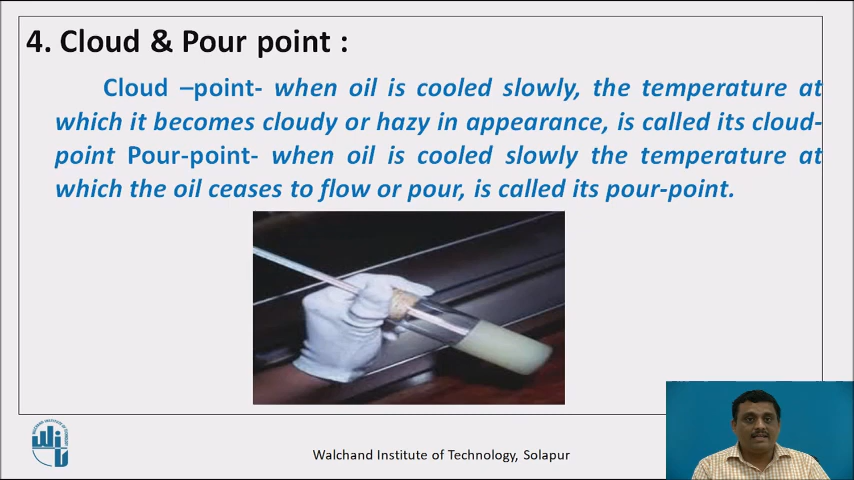 4. Cloud & Pour point :
Cloud –point- when oil is cooled slowly, the temperature at
which it becomes cloudy or hazy in appearance, is called its cloud-
point Pour-point- when oil is cooled slowly the temperature at
which the oil ceases to flow or pour, is called its pour-point.
Walchand Institute of Technology, Solapur